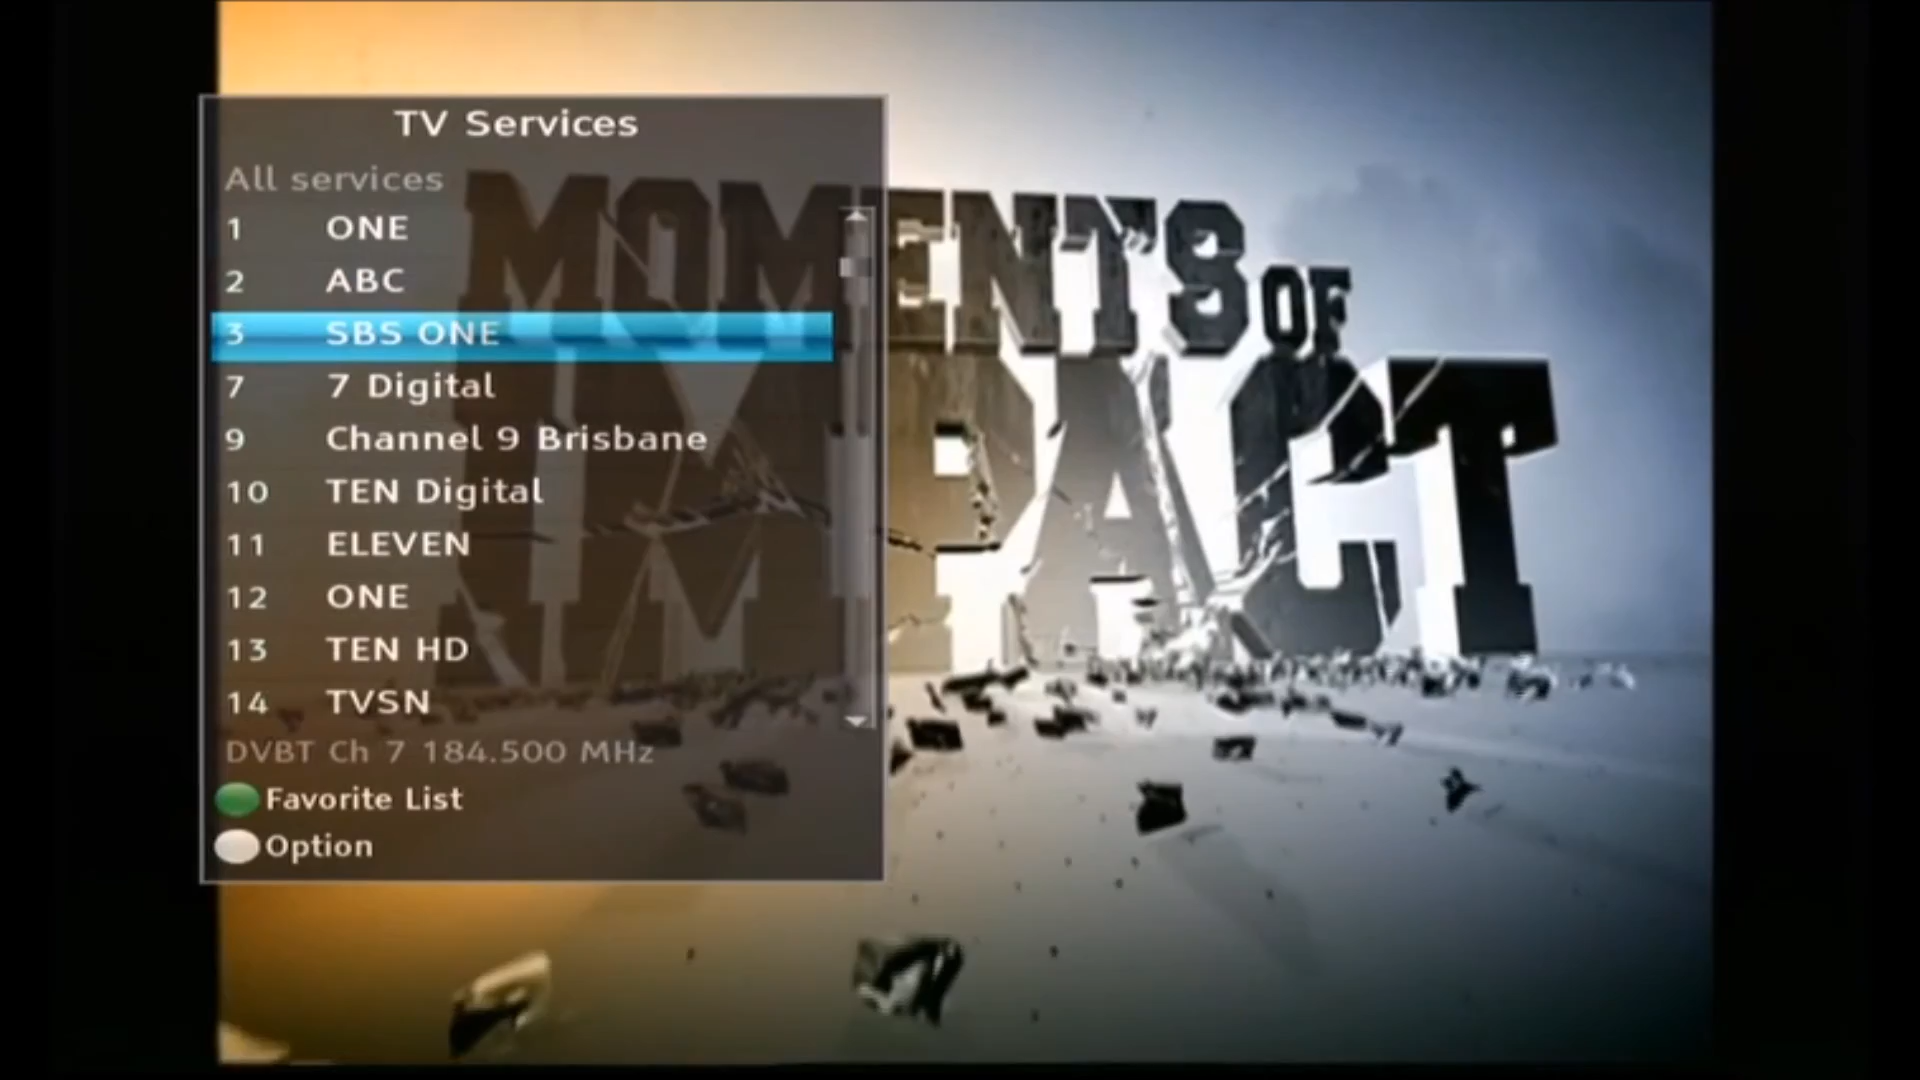 TV Services
All services
1 ONE
2 ABC
3 SBS ONE
7 7 Digital
9 Channel 9 Brisbane
10 TEN Digital
11 ELEVEN
12 ONE
13 TEN HD
14 TVSN
DVBT Ch 7 184.500 MHz
Favorite List
Option
MOMENTS OF
IMPACT